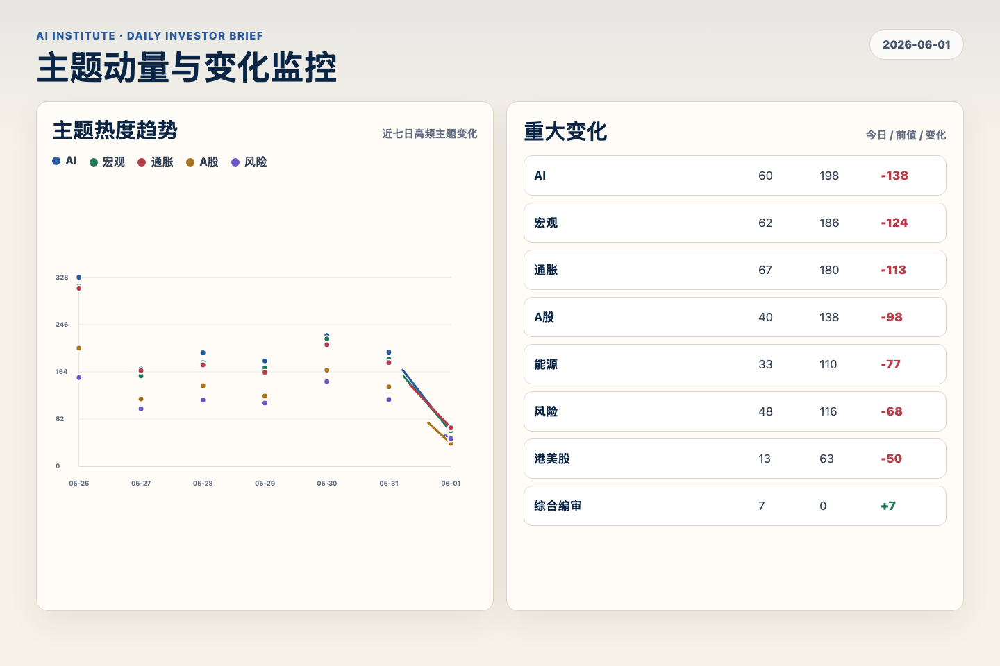 AI INSTITUTE · DAILY INVESTOR BRIEF
主题动量与变化监控
2026-06-01
主题热度趋势
近七日高频主题变化
AI 宏观 通胀 A股 风险
328
246
164
82
0
05-26 05-27 05-28 05-29 05-30 05-31 06-01
重大变化
今日 / 前值 / 变化
AI 60 198 -138
宏观 62 186 -124
通胀 67 180 -113
A股 40 138 -98
能源 33 110 -77
风险 48 116 -68
港美股 13 63 -50
综合编审 7 0 +7